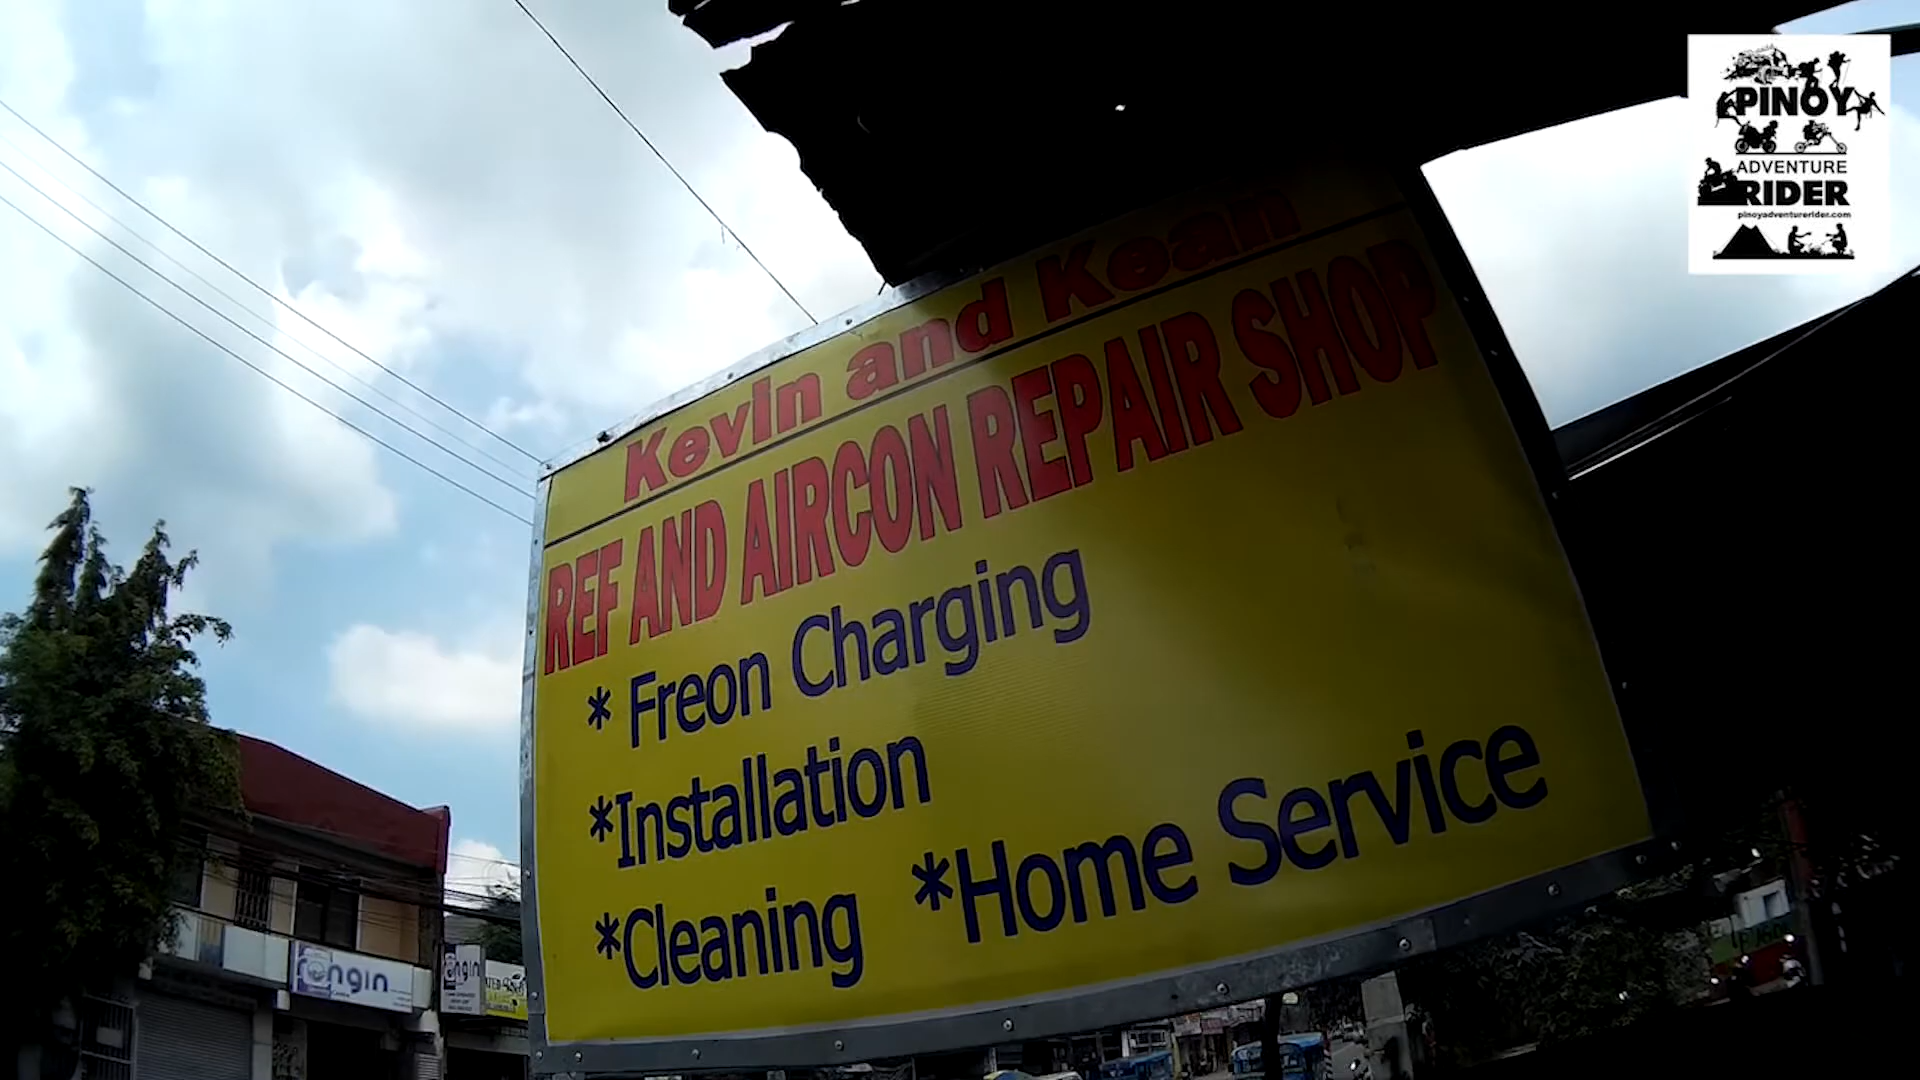 Kevin and Kean
REF AND AIRCON REPAIR SHOP
* Freon Charging
*Installation
*Cleaning *Home Service
PINOY
ADVENTURE
RIDER
pinoyadventurerider.com